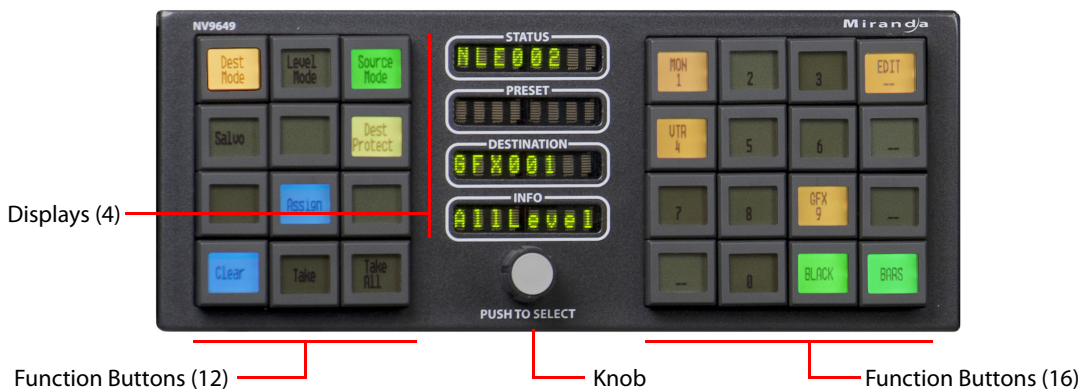 NV9649
Miranda
Dest
Mode
Level
Mode
Source
Mode
Salvo
Dest
Protect
Assign
Clear
Take
Take
All
STATUS
NLE002
PRESET
DESTINATION
GFX001
INFO
AllLevel
PUSH TO SELECT
MON
1
2
3
EDIT
--
VTR
4
5
6
--
7
8
GFX
9
--
--
0
BLACK
BARS
Displays (4)
Function Buttons (12)
Knob
Function Buttons (16)